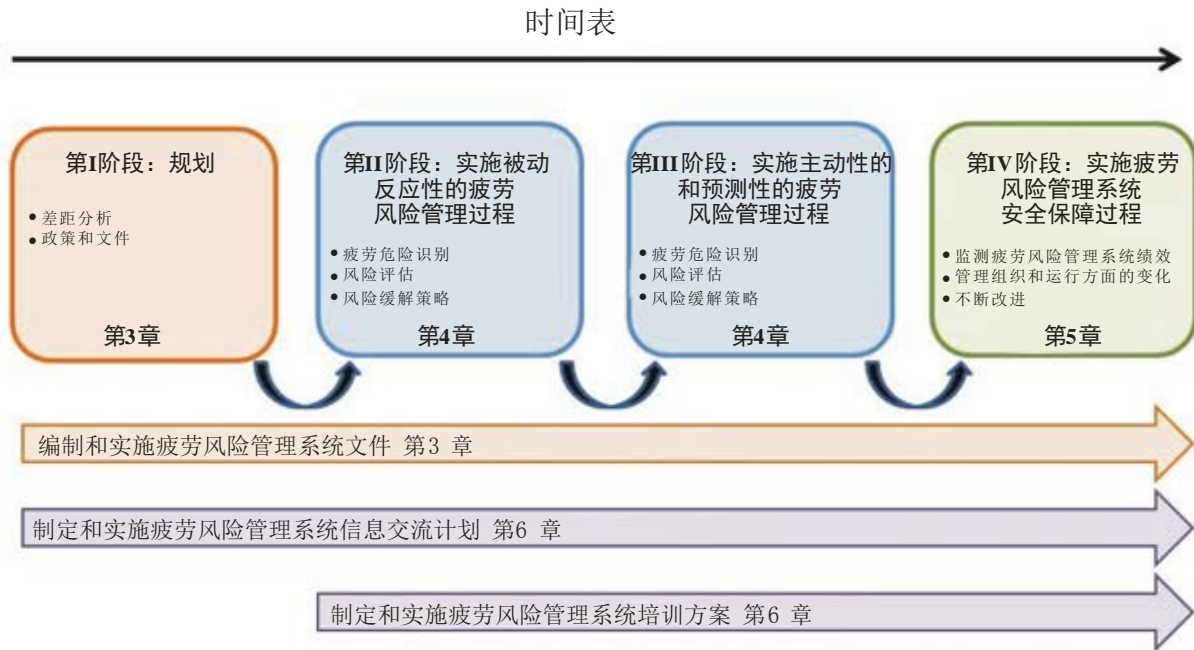 时间表
第I阶段：规划
• 差距分析
• 政策和文件
第3章
第II阶段：实施被动
反应性的疲劳
风险管理过程
• 疲劳危险识别
• 风险评估
• 风险缓解策略
第4章
第III阶段：实施主动性的
和预测性的疲劳
风险管理过程
• 疲劳危险识别
• 风险评估
• 风险缓解策略
第4章
第IV阶段：实施疲劳
风险管理系统
安全保障过程
• 监测疲劳风险管理系统绩效
• 管理组织和运行方面的变化
• 不断改进
第5章
编制和实施疲劳风险管理系统文件 第3 章
制定和实施疲劳风险管理系统信息交流计划 第6 章
制定和实施疲劳风险管理系统培训方案 第6 章